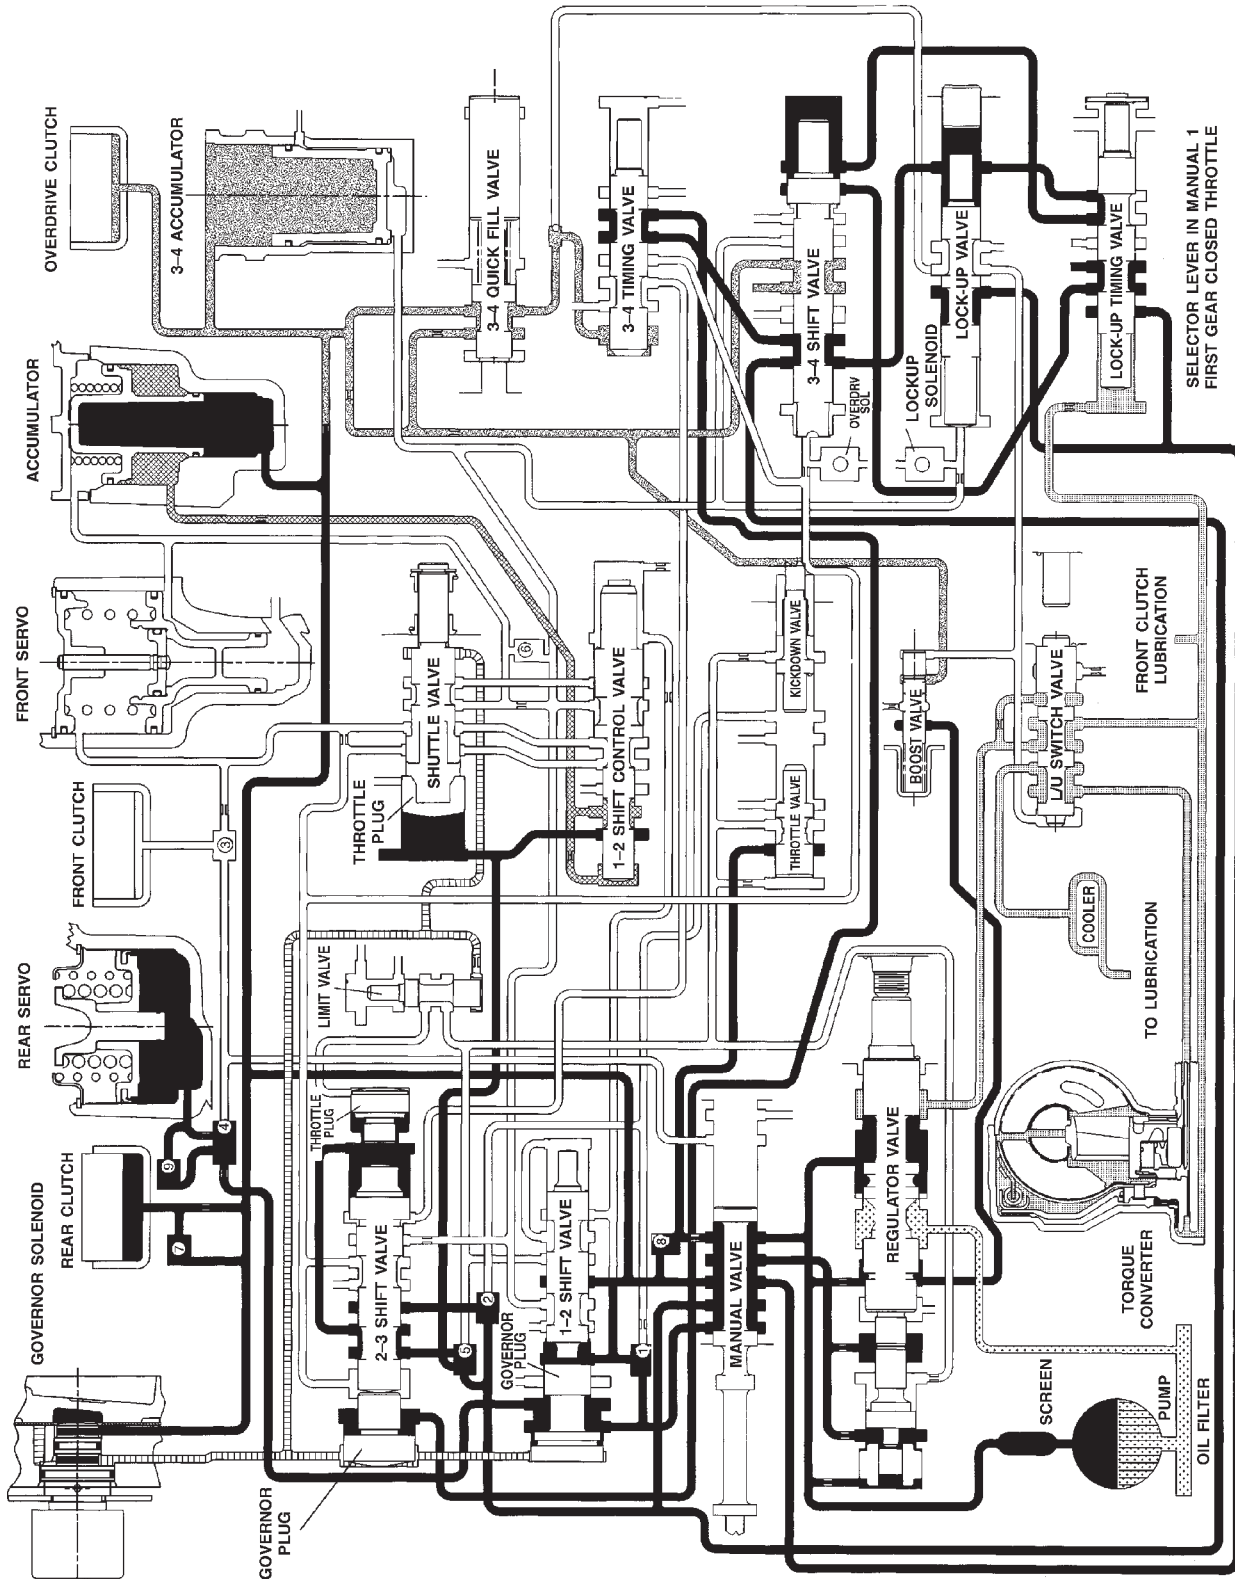 GOVERNOR SOLENOID
REAR CLUTCH
REAR SERVO
FRONT CLUTCH
FRONT SERVO
ACCUMULATOR
OVERDRIVE CLUTCH
3–4 ACCUMULATOR
7
9
4
3
GOVERNOR
PLUG
2–3 SHIFT VALVE
THROTTLE
PLUG
LIMIT VALVE
THROTTLE
PLUG
SHUTTLE VALVE
3–4 QUICK FILL VALVE
5
2
6
GOVERNOR
PLUG
1–2 SHIFT VALVE
1–2 SHIFT CONTROL VALVE
3–4 TIMING VALVE
1
8
MANUAL VALVE
THROTTLE VALVE
KICKDOWN VALVE
3–4 SHIFT VALVE
OVERDRV
SOL
REGULATOR VALVE
BOOST VALVE
LOCKUP
SOLENOID
LOCK–UP VALVE
SCREEN
PUMP
OIL FILTER
TORQUE
CONVERTER
TO LUBRICATION
COOLER
L/U SWITCH VALVE
FRONT CLUTCH
LUBRICATION
LOCK–UP TIMING VALVE
SELECTOR LEVER IN MANUAL 1
FIRST GEAR CLOSED THROTTLE